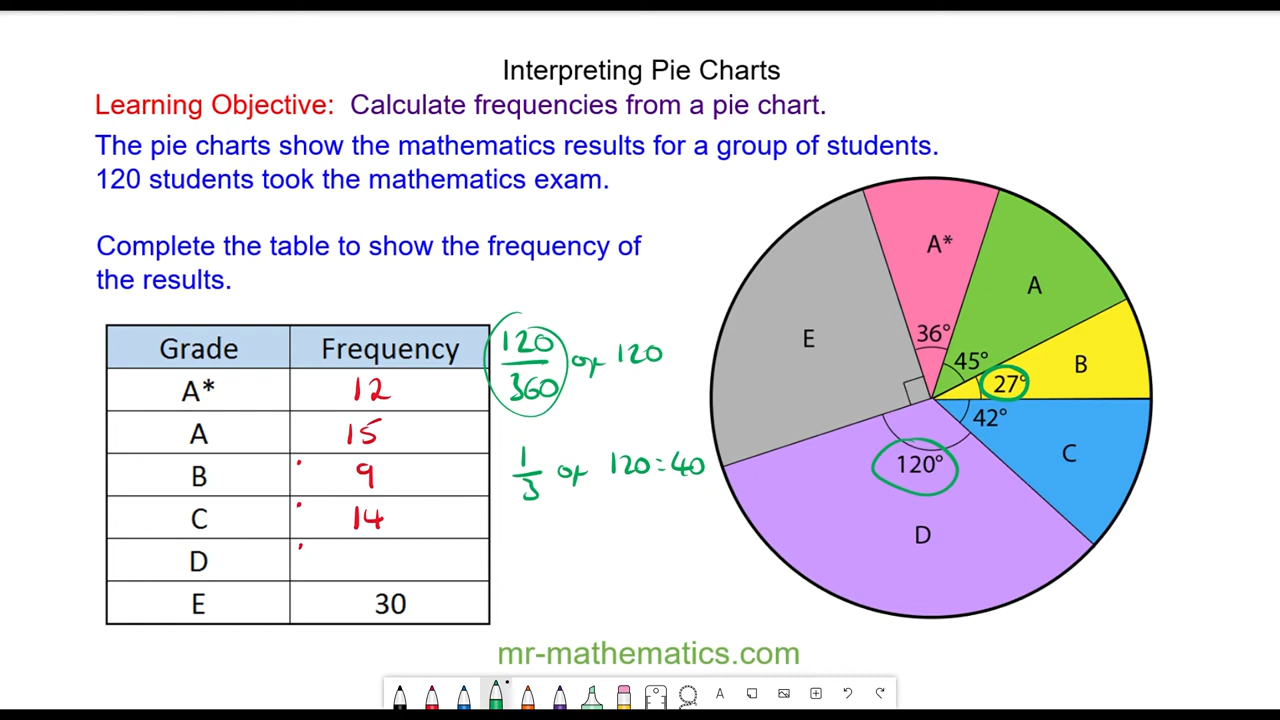 Interpreting Pie Charts
Learning Objective: Calculate frequencies from a pie chart.
The pie charts show the mathematics results for a group of students.
120 students took the mathematics exam.
Complete the table to show the frequency of
the results.
Grade Frequency
A* 12
A 15
B 9
C 14
D
E 30
120/360 of 120
1/3 of 120 = 40
A*
A
B
C
D
E
36°
45°
27°
42°
120°
mr-mathematics.com
A